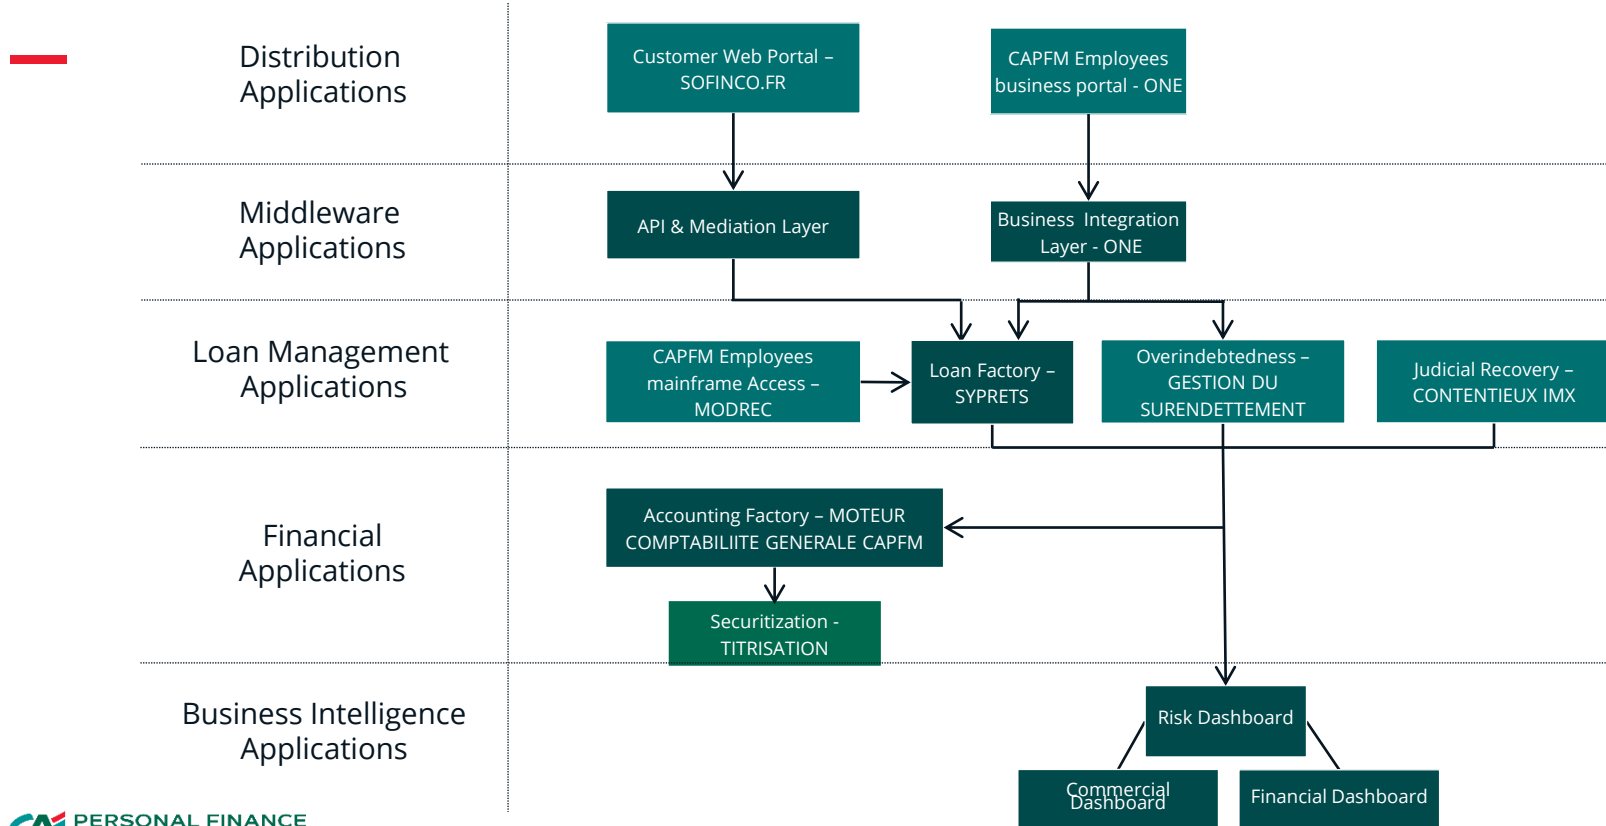 Distribution
Applications
Customer Web Portal –
SOFINCO.FR
CAPFM Employees
business portal - ONE
Middleware
Applications
API & Mediation Layer
Business Integration
Layer - ONE
Loan Management
Applications
CAPFM Employees
mainframe Access –
MODREC
Loan Factory –
SYPRETS
Overindebtedness –
GESTION DU
SURENDETTEMENT
Judicial Recovery –
CONTENTIEUX IMX
Financial
Applications
Accounting Factory – MOTEUR
COMPTABILIITE GENERALE CAPFM
Securitization -
TITRISATION
Business Intelligence
Applications
Risk Dashboard
Commercial
Dashboard
Financial Dashboard
PERSONAL FINANCE